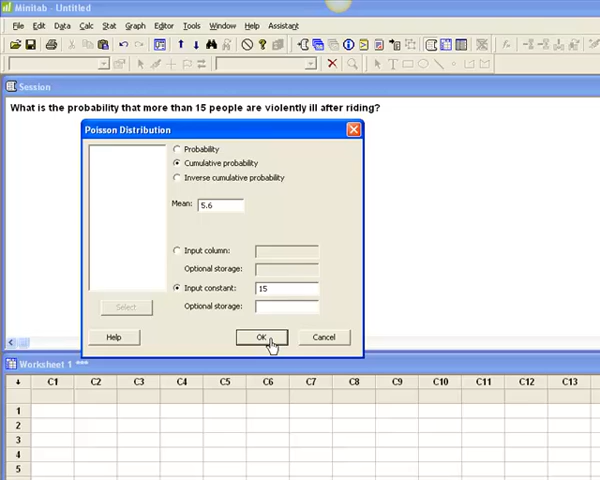 Minitab - Untitled
File Edit Data Calc Stat Graph Editor Tools Window Help Assistant
Session
What is the probability that more than 15 people are violently ill after riding?
Poisson Distribution
Probability
Cumulative probability
Inverse cumulative probability
Mean: 5.6
Input column:
Optional storage:
Input constant: 15
Optional storage:
Select
Help OK Cancel
Worksheet 1 ***
C1 C2 C3 C4 C5 C6 C7 C8 C9 C10 C11 C12 C13
1
2
3
4
5